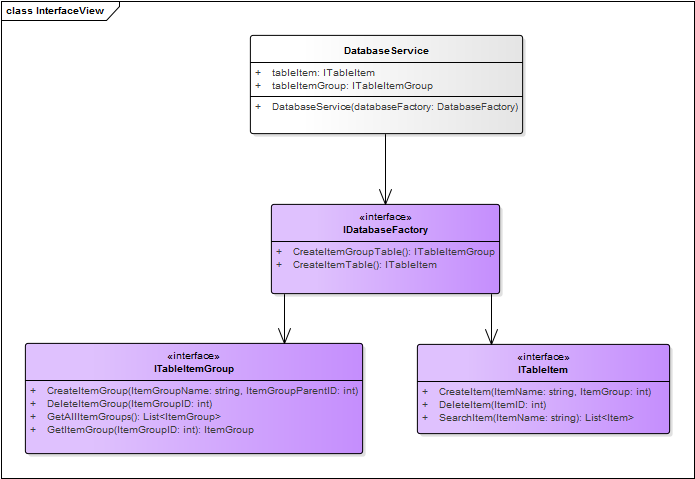 class InterfaceView
DatabaseService
+ tableItem: ITableItem
+ tableItemGroup: ITableItemGroup
+ DatabaseService(databaseFactory: DatabaseFactory)
«interface»
IDatabaseFactory
+ CreateItemGroupTable(): ITableItemGroup
+ CreateItemTable(): ITableItem
«interface»
ITableItemGroup
+ CreateItemGroup(ItemGroupName: string, ItemGroupParentID: int)
+ DeleteItemGroup(ItemGroupID: int)
+ GetAllItemGroups(): List<ItemGroup>
+ GetItemGroup(ItemGroupID: int): ItemGroup
«interface»
ITableItem
+ CreateItem(ItemName: string, ItemGroup: int)
+ DeleteItem(ItemID: int)
+ SearchItem(ItemName: string): List<Item>